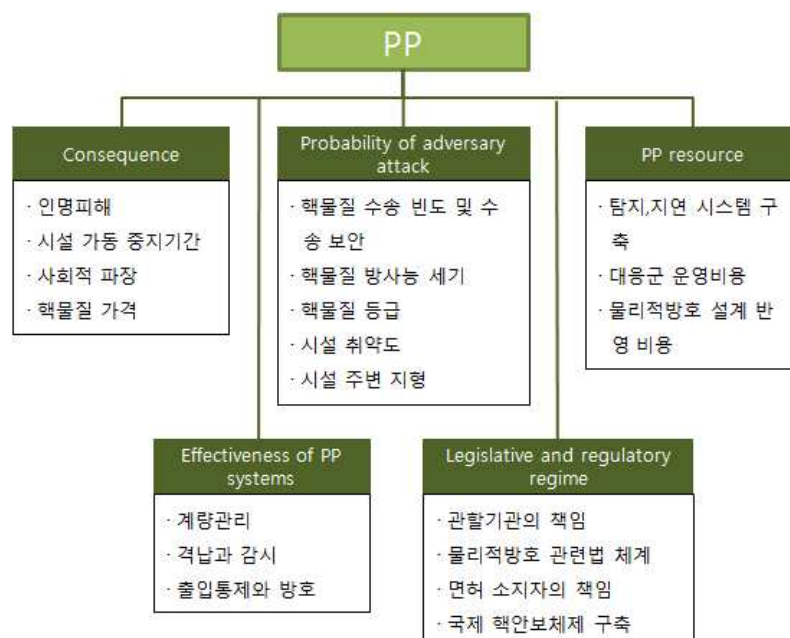 PP
Consequence
· 인명피해
· 시설 가동 중지기간
· 사회적 파장
· 핵물질 가격
Probability of adversary
attack
· 핵물질 수송 빈도 및 수
송 보안
· 핵물질 방사능 세기
· 핵물질 등급
· 시설 취약도
· 시설 주변 지형
PP resource
· 탐지,지연 시스템 구
축
· 대응군 운영비용
· 물리적방호 설계 반
영 비용
Effectiveness of PP
systems
· 계량관리
· 격납과 감시
· 출입통제와 방호
Legislative and regulatory
regime
· 관할기관의 책임
· 물리적방호 관련법 체계
· 면허 소지자의 책임
· 국제 핵안보체제 구축